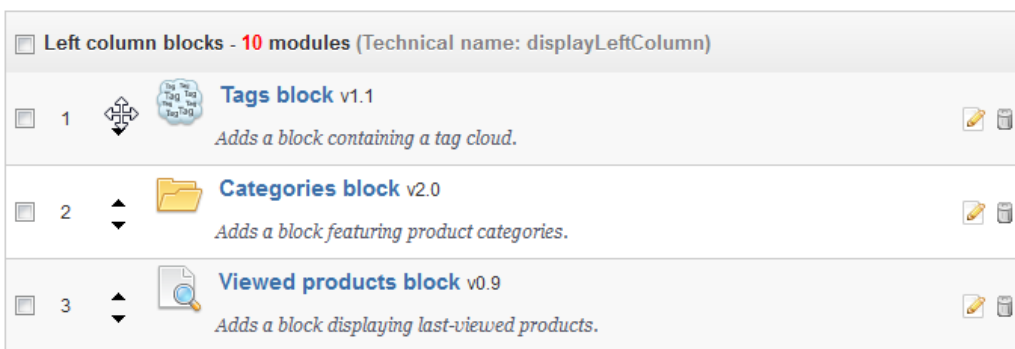 Left column blocks - 10 modules (Technical name: displayLeftColumn)
1 Tags block v1.1
Adds a block containing a tag cloud.
2 Categories block v2.0
Adds a block featuring product categories.
3 Viewed products block v0.9
Adds a block displaying last-viewed products.